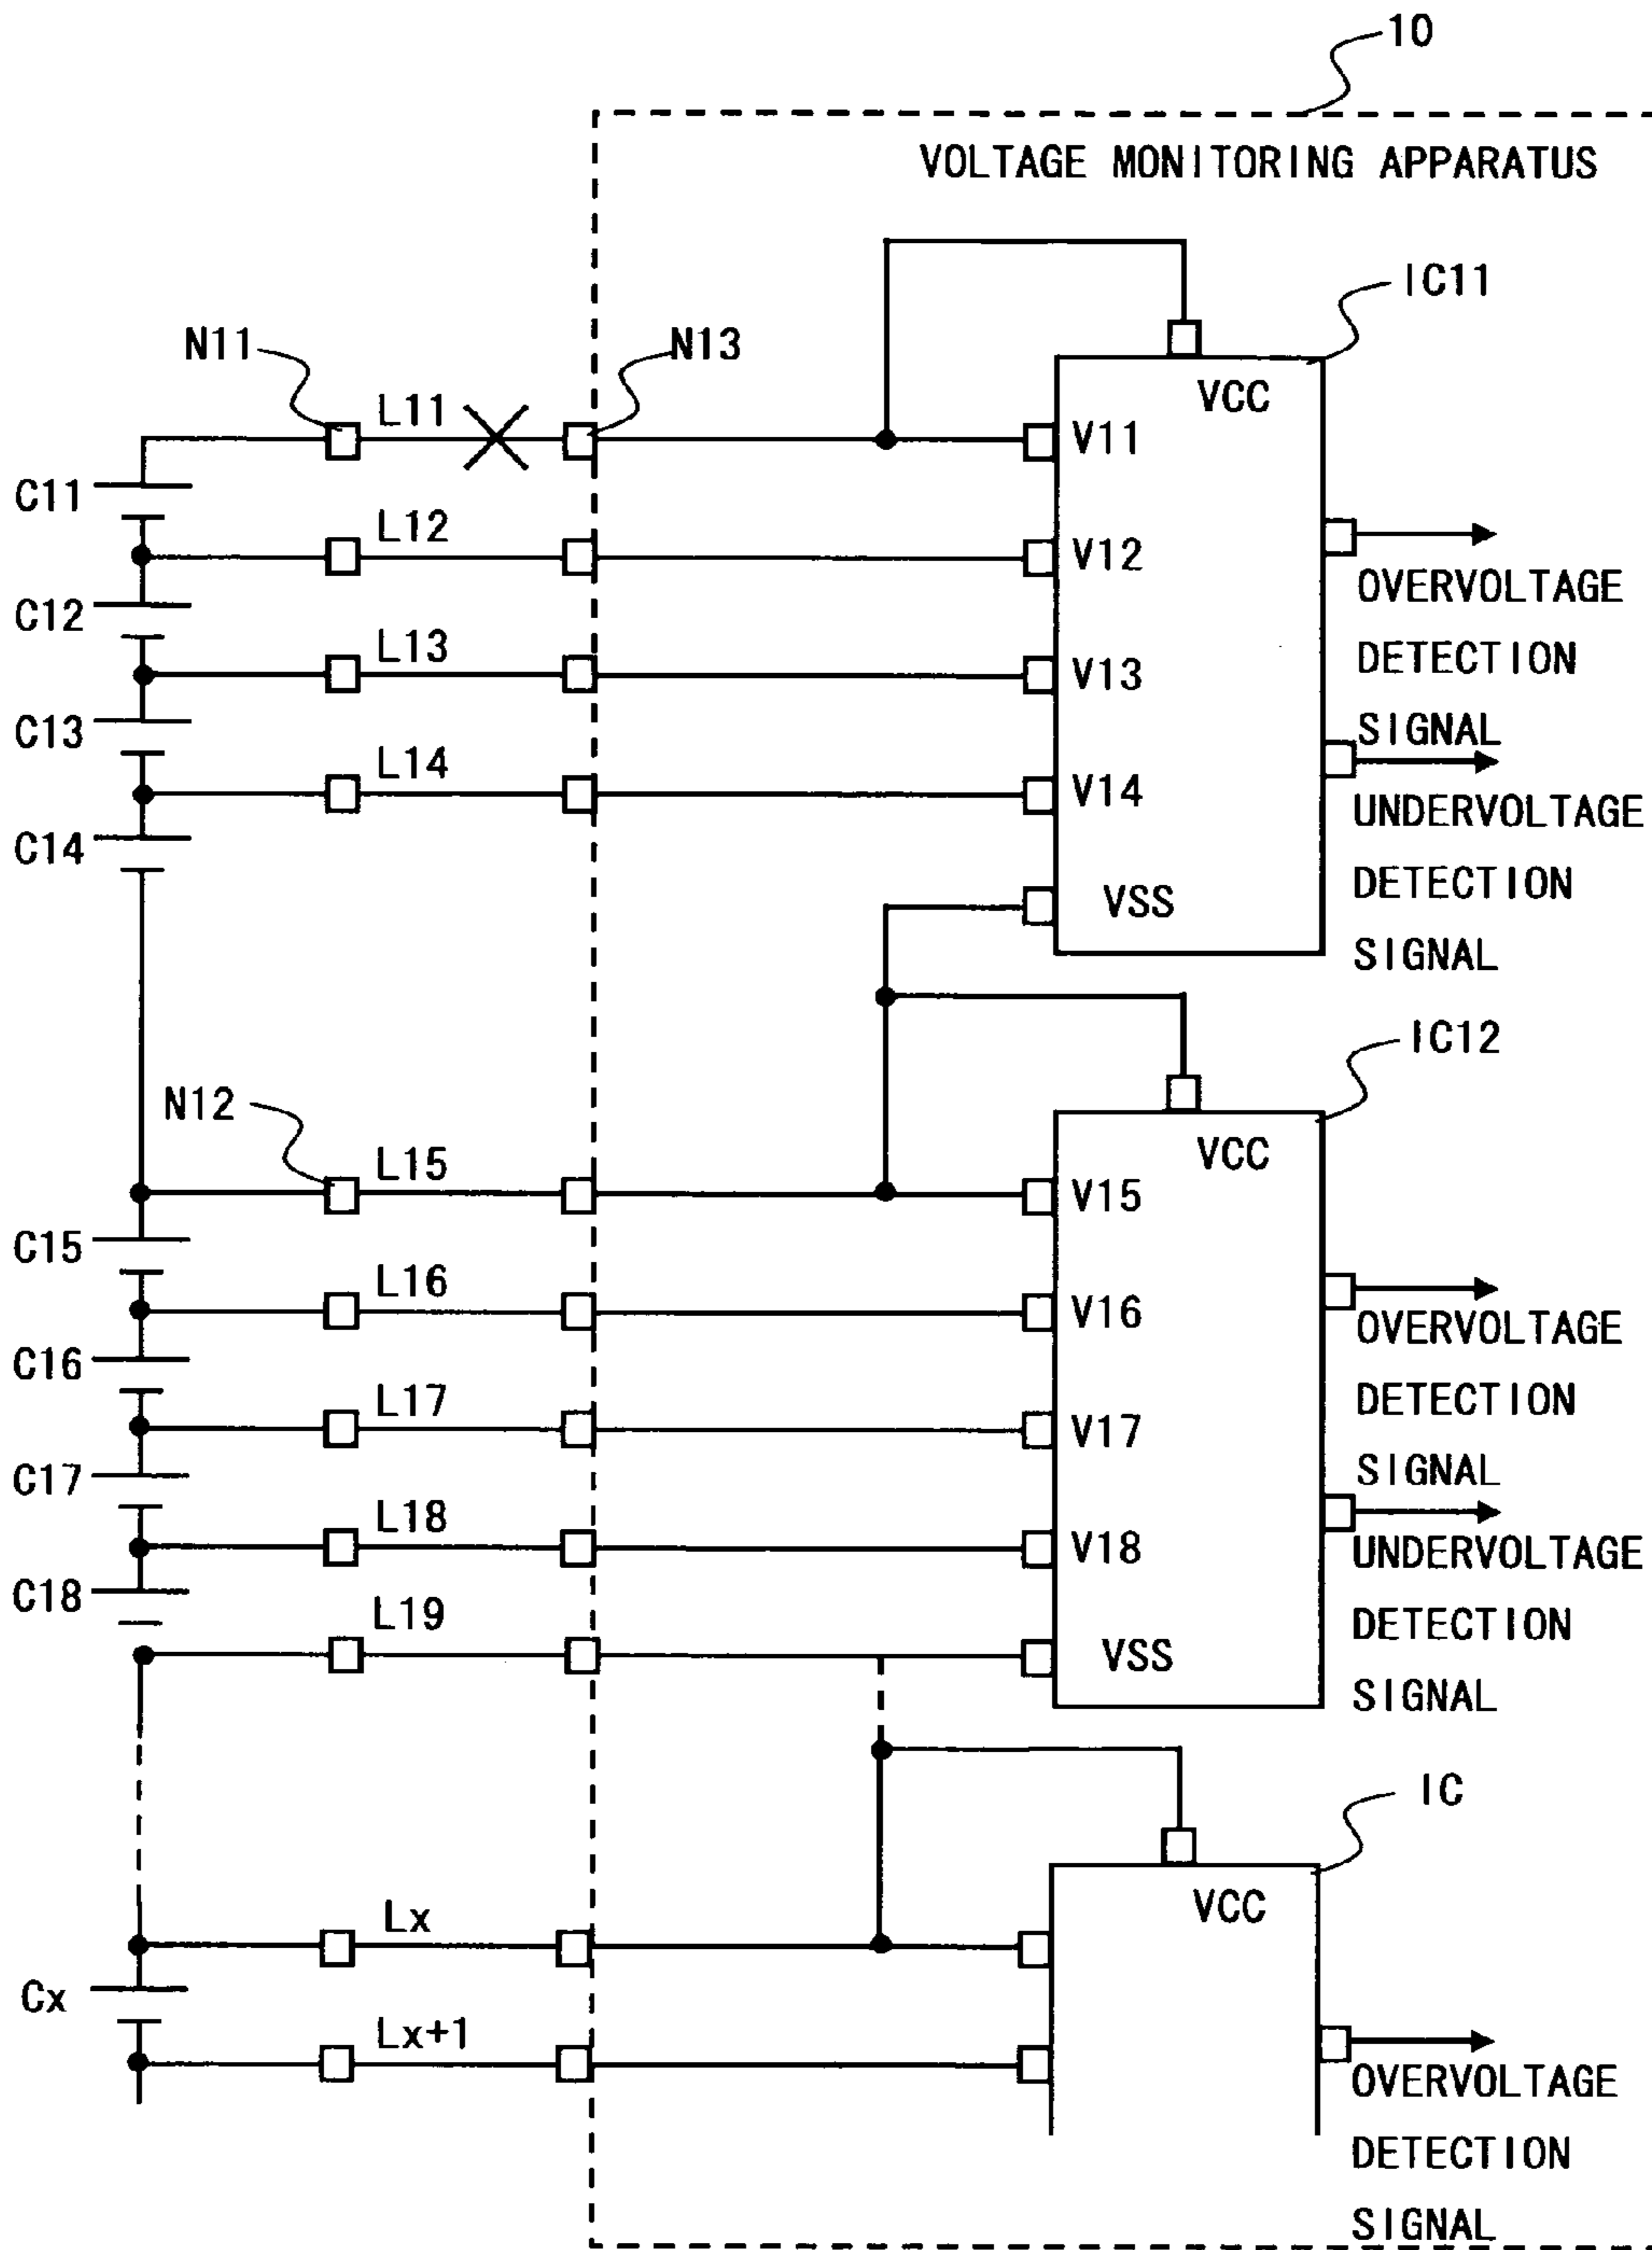 10
VOLTAGE MONITORING APPARATUS
IC11
N11
N13
L11
VCC
V11
C11
L12
V12
OVERVOLTAGE
DETECTION
SIGNAL
C12
L13
V13
C13
L14
V14
UNDERVOLTAGE
DETECTION
SIGNAL
C14
VSS
IC12
N12
VCC
L15
V15
C15
L16
V16
OVERVOLTAGE
DETECTION
SIGNAL
C16
L17
V17
C17
L18
V18
UNDERVOLTAGE
DETECTION
SIGNAL
C18
L19
VSS
IC
VCC
Lx
Cx
Lx+1
OVERVOLTAGE
DETECTION
SIGNAL